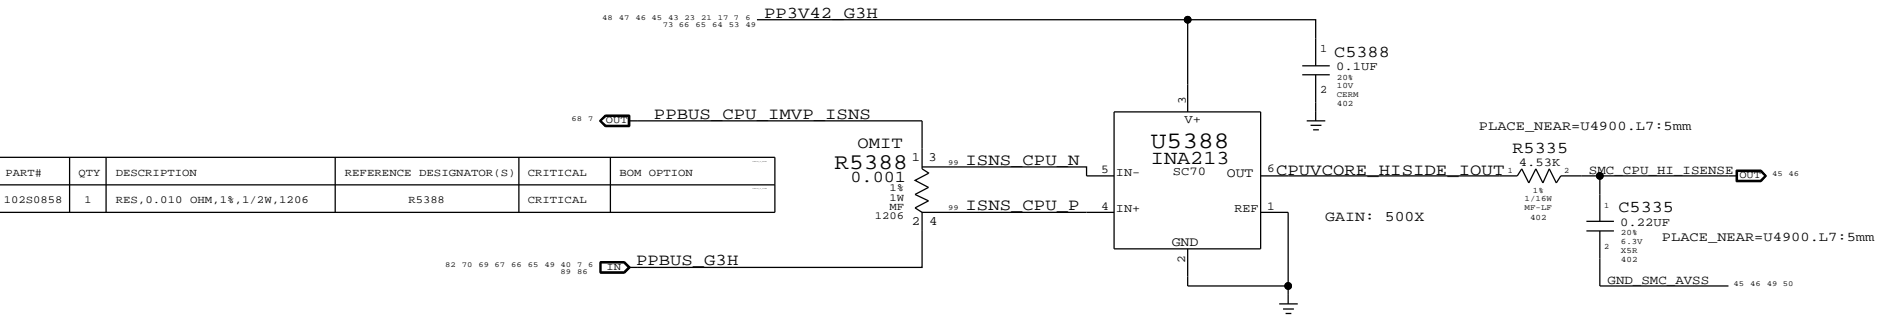 48 47 46 45 43 23 21 17 7 6
73 66 65 64 53 49
PP3V42_G3H
1
C5388
0.1UF
20%
10V
CERM
402
2
3
V+
68 7
OUT
PPBUS_CPU_IMVP_ISNS
PLACE_NEAR=U4900.L7:5mm
OMIT
R5388
0.001
1%
1W
MF
1206
1 3
2 4
99 ISNS_CPU_N
99 ISNS_CPU_P
U5388
INA213
SC70
5 IN-
4 IN+
OUT 6
REF 1
GND
2
CPUVCORE_HISIDE_IOUT
GAIN: 500X
R5335
4.53K
1 2
1%
1/16W
MF-LF
402
SMC_CPU_HI_ISENSE
OUT
45 46
1
C5335
0.22UF
20%
6.3V
X5R
402
2
PLACE_NEAR=U4900.L7:5mm
GND_SMC_AVSS
45 46 49 50
PART# QTY DESCRIPTION REFERENCE DESIGNATOR(S) CRITICAL BOM OPTION
102S0858 1 RES,0.010 OHM,1%,1/2W,1206 R5388 CRITICAL
82 70 69 67 66 65 49 40 7 6
89 86
IN
PPBUS_G3H